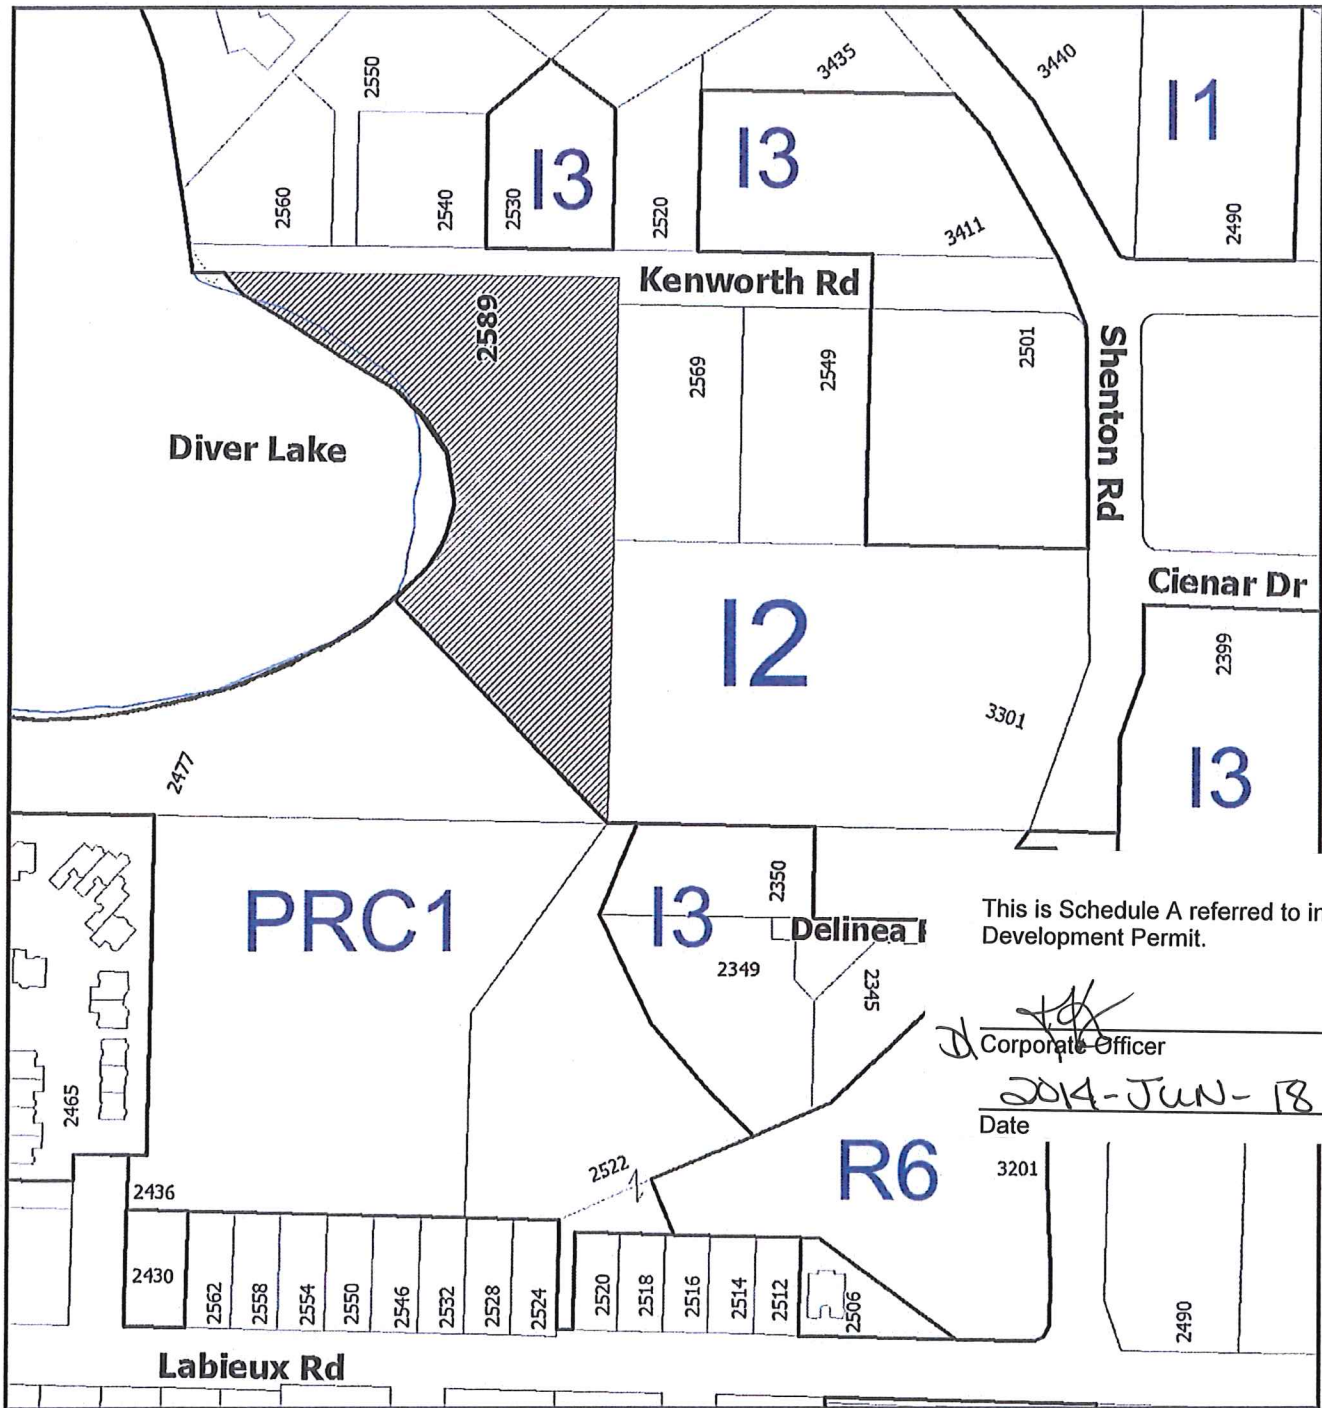 2550
3435
3440
I1
I3
I3
2560
2540
2530
2520
3411
2490
Kenworth Rd
2589
2569
2549
2501
Shenton Rd
Diver Lake
Cienar Dr
I2
2399
3301
I3
2477
PRC1
I3
2350
This is Schedule A referred to in
Development Permit.
Delinea
2349
2345
Corporate Officer
2014-JUN-18
Date
2465
2522
R6
3201
2436
2430
2562
2558
2554
2550
2546
2532
2528
2524
2520
2518
2516
2514
2512
2506
2490
Labieux Rd